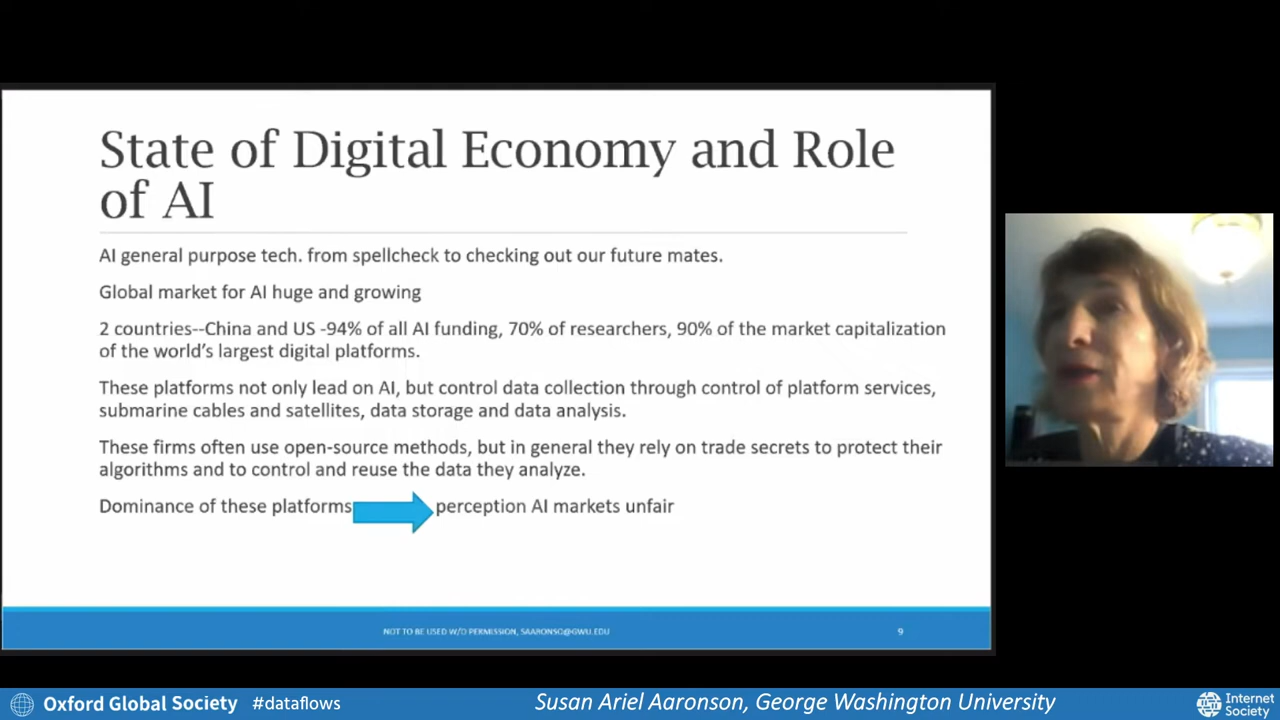 State of Digital Economy and Role
of AI
AI general purpose tech. from spellcheck to checking out our future mates.
Global market for AI huge and growing
2 countries--China and US -94% of all AI funding, 70% of researchers, 90% of the market capitalization
of the world's largest digital platforms.
These platforms not only lead on AI, but control data collection through control of platform services,
submarine cables and satellites, data storage and data analysis.
These firms often use open-source methods, but in general they rely on trade secrets to protect their
algorithms and to control and reuse the data they analyze.
Dominance of these platforms perception AI markets unfair
NOT TO BE USED W/O PERMISSION, SAARONSO@GWU.EDU 9
Oxford Global Society #dataflows Susan Ariel Aaronson, George Washington University
Internet
Society